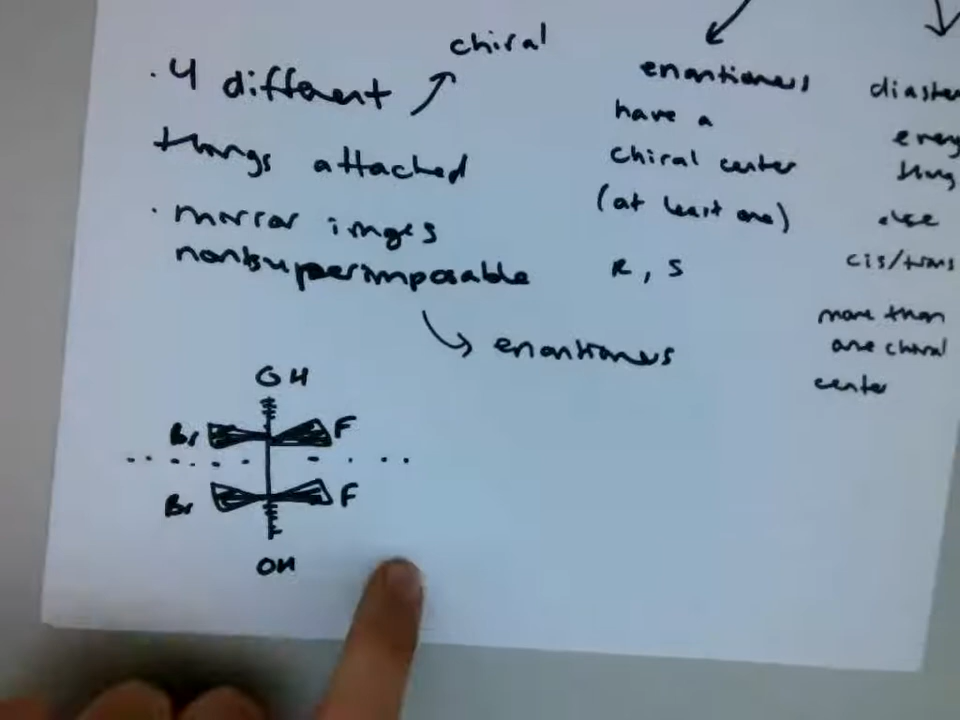 chiral
· 4 different
things attached
· mirror imges
nonsuperimposable
enantiomers
enantiomers
have a
chiral center
(at least one)
R, S
diaster
every
thing
else
cis/trans
more than
one chiral
center
OH
Br F
Br F
OH